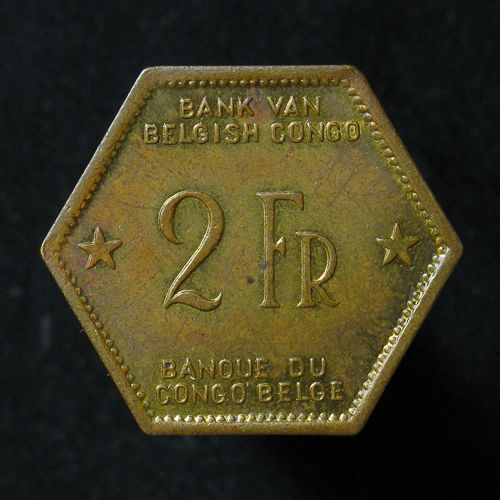 BANK VAN
BELGISH CONGO
2 FR
BANQUE DU
CONGO BELGE